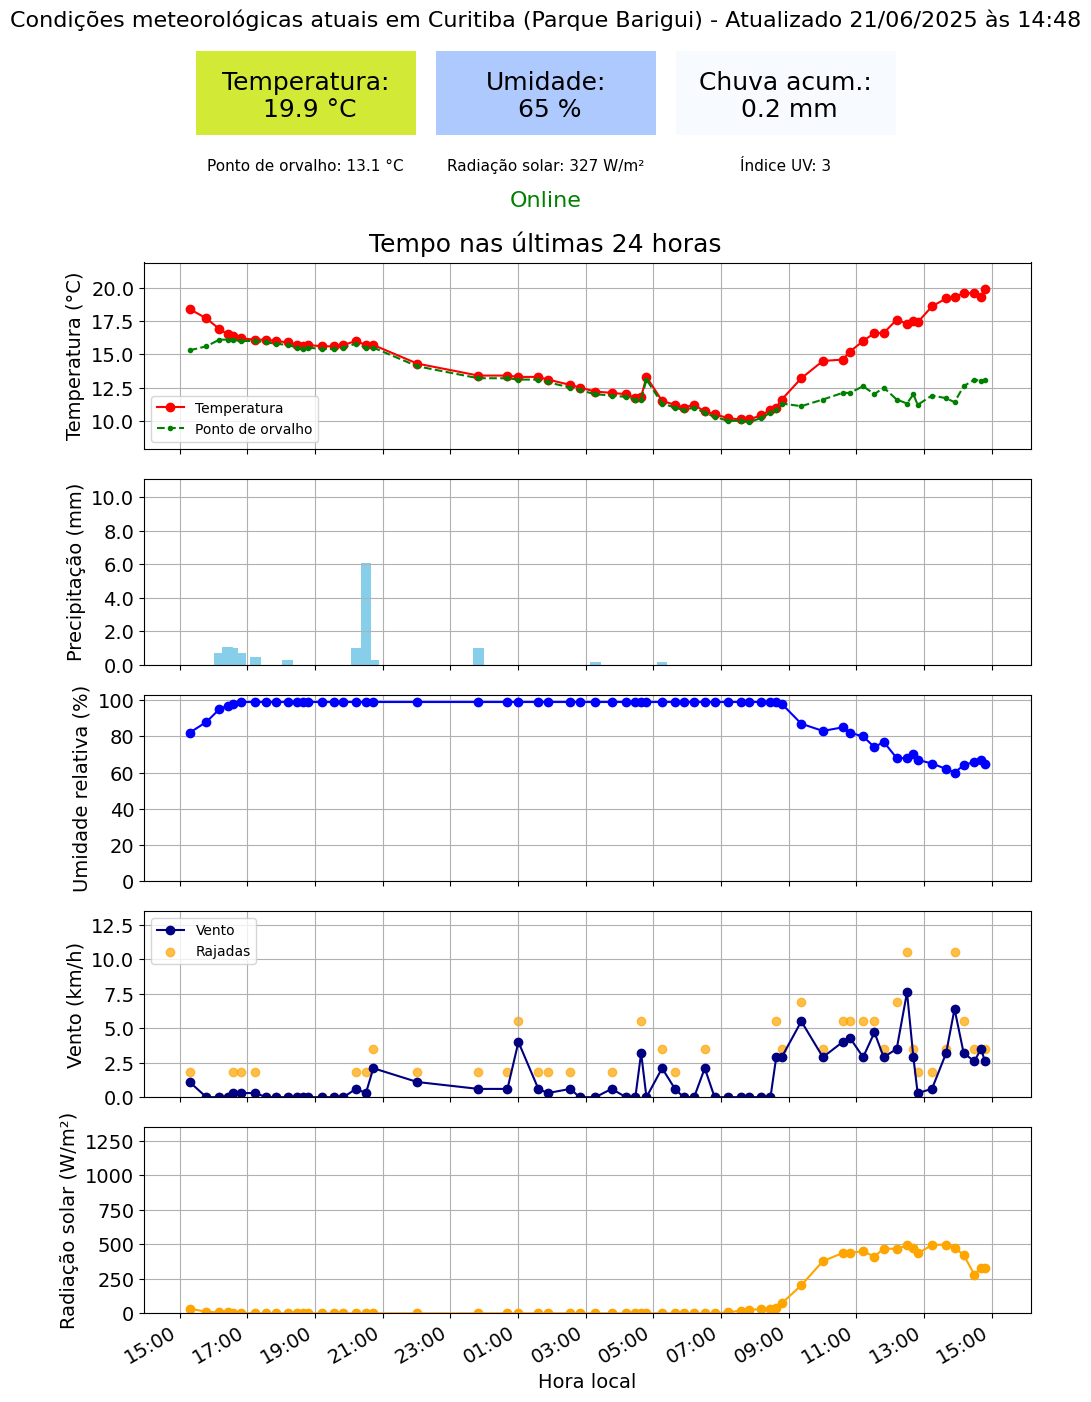 Condições meteorológicas atuais em Curitiba (Parque Barigui) - Atualizado 21/06/2025 às 14:48
Temperatura:
19.9 °C
Umidade:
65 %
Chuva acum.:
0.2 mm
Ponto de orvalho: 13.1 °C
Radiação solar: 327 W/m²
Índice UV: 3
Online
Tempo nas últimas 24 horas
Temperatura (°C)
20.0
17.5
15.0
12.5
10.0
Temperatura
Ponto de orvalho
Precipitação (mm)
10.0
8.0
6.0
4.0
2.0
0.0
Umidade relativa (%)
100
80
60
40
20
0
Vento (km/h)
12.5
10.0
7.5
5.0
2.5
0.0
Vento
Rajadas
Radiação solar (W/m²)
1250
1000
750
500
250
0
15:00
17:00
19:00
21:00
23:00
01:00
03:00
05:00
07:00
09:00
11:00
13:00
15:00
Hora local